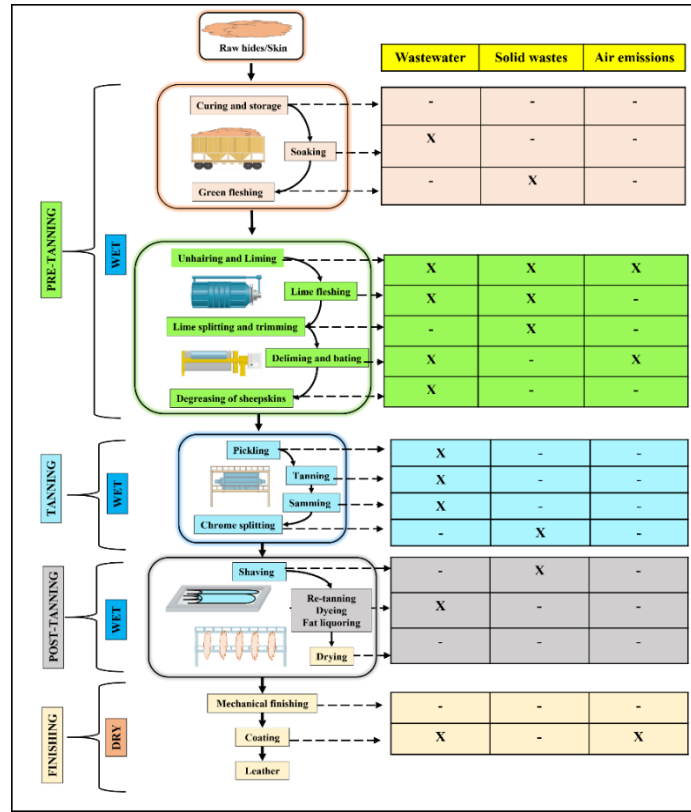 Raw hides/Skin
Wastewater Solid wastes Air emissions
PRE-TANNING
WET
Curing and storage - - -
Soaking X - -
Green fleshing - X -
Unhairing and Liming X X X
Lime fleshing X X -
Lime splitting and trimming - X -
Deliming and bating X - X
Degreasing of sheepskins X - -
TANNING
WET
Pickling X - -
Tanning X - -
Samming X - -
Chrome splitting - X -
POST-TANNING
WET
Shaving - X -
Re-tanning
Dyeing X - -
Fat liquoring
Drying - - -
FINISHING
DRY
Mechanical finishing - - -
Coating X - X
Leather